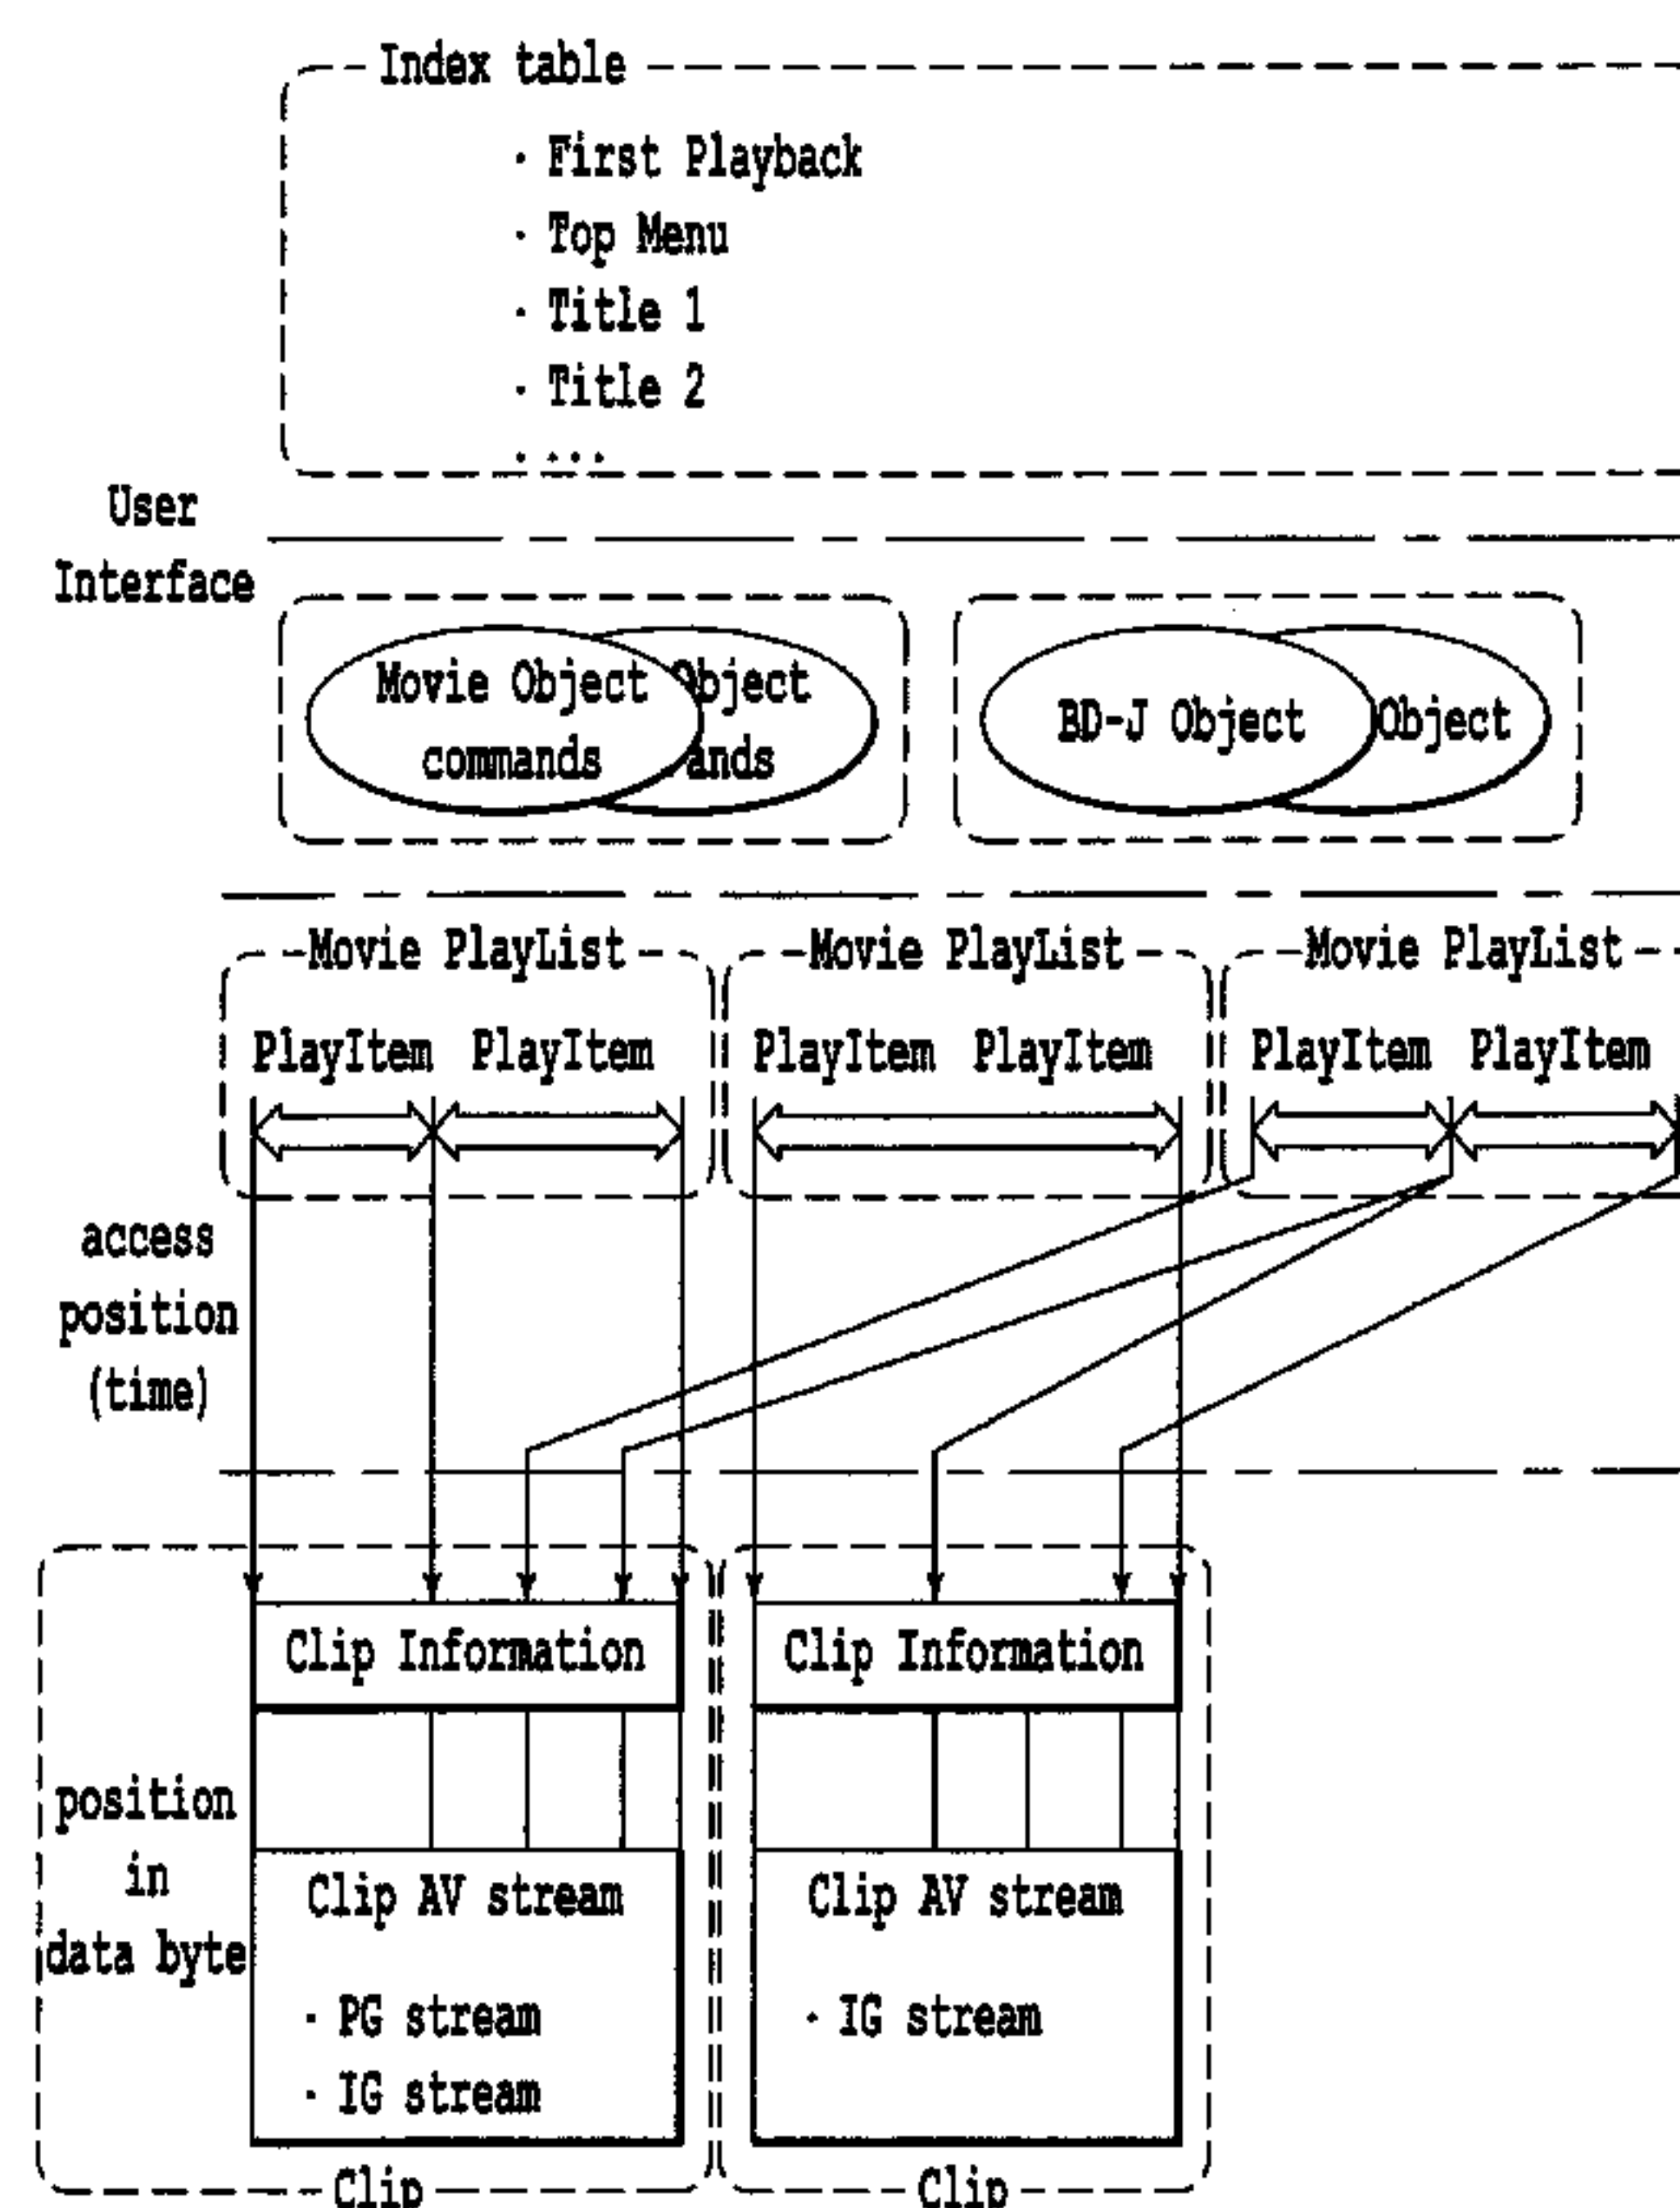 Index table
· First Playback
· Top Menu
· Title 1
· Title 2
· ...
User
Interface
Movie Object
commands
Object
ands
BD-J Object
Object
Movie PlayList
Movie PlayList
Movie PlayList
PlayItem PlayItem
PlayItem PlayItem
PlayItem PlayItem
access
position
(time)
Clip Information
Clip Information
position
in
data byte
Clip AV stream
· PG stream
· IG stream
Clip AV stream
· IG stream
Clip
Clip